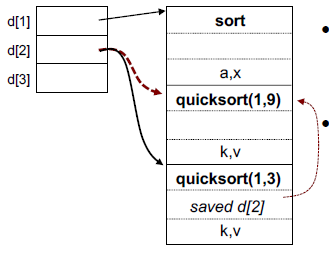 d[1]
d[2]
d[3]
sort
a,x
quicksort(1,9)
k,v
quicksort(1,3)
saved d[2]
k,v
•
•